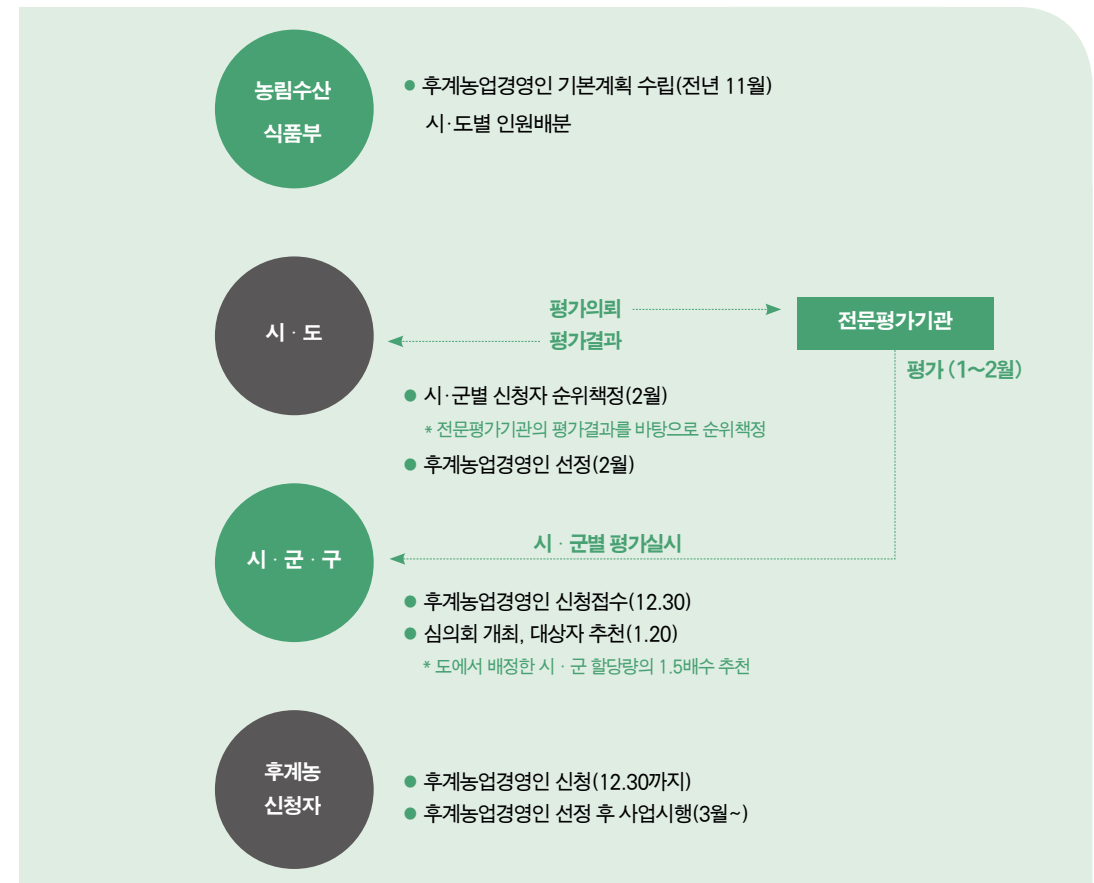 농림수산
식품부
● 후계농업경영인 기본계획 수립(전년 11월)
시·도별 인원배분
시 · 도
평가의뢰
평가결과
전문평가기관
평가 (1~2월)
● 시·군별 신청자 순위책정(2월)
* 전문평가기관의 평가결과를 바탕으로 순위책정
● 후계농업경영인 선정(2월)
시 · 군 · 구
시 · 군별 평가실시
● 후계농업경영인 신청접수(12.30)
● 심의회 개최, 대상자 추천(1.20)
* 도에서 배정한 시 · 군 할당량의 1.5배수 추천
후계농
신청자
● 후계농업경영인 신청(12.30까지)
● 후계농업경영인 선정 후 사업시행(3월~)